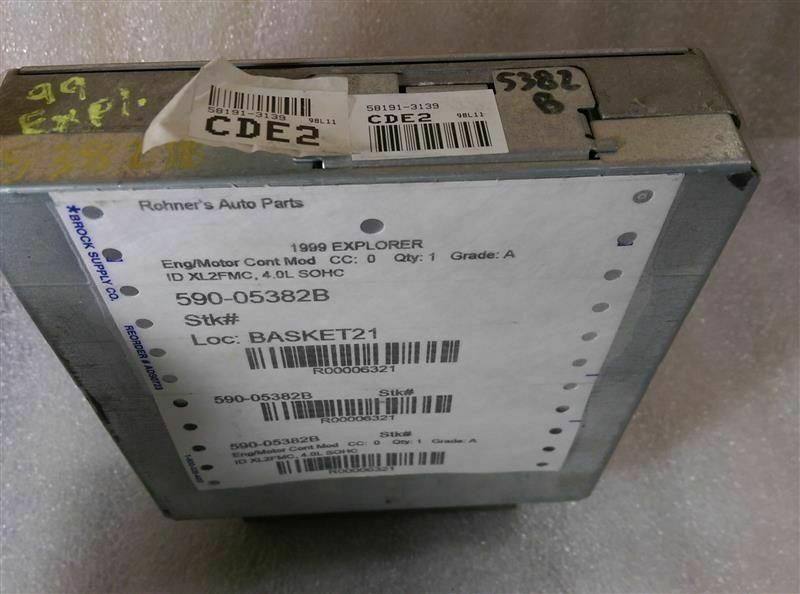 99
Expl.
5382B
58191-3139
98L11
CDE2
58191-3139
CDE2 98L11
5382
B
Rohner's Auto Parts
*BROCK SUPPLY CO.
REORDER # ADS0723
1999 EXPLORER
Eng/Motor Cont Mod CC: 0 Qty: 1 Grade: A
ID XL2FMC, 4.0L SOHC
590-05382B
Stk#
Loc: BASKET21
R00006321
590-05382B Stk#
R00006321
590-05382B Stk#
Eng/Motor Cont Mod CC: 0 Qty: 1 Grade: A
ID XL2FMC, 4.0L SOHC
R00006321